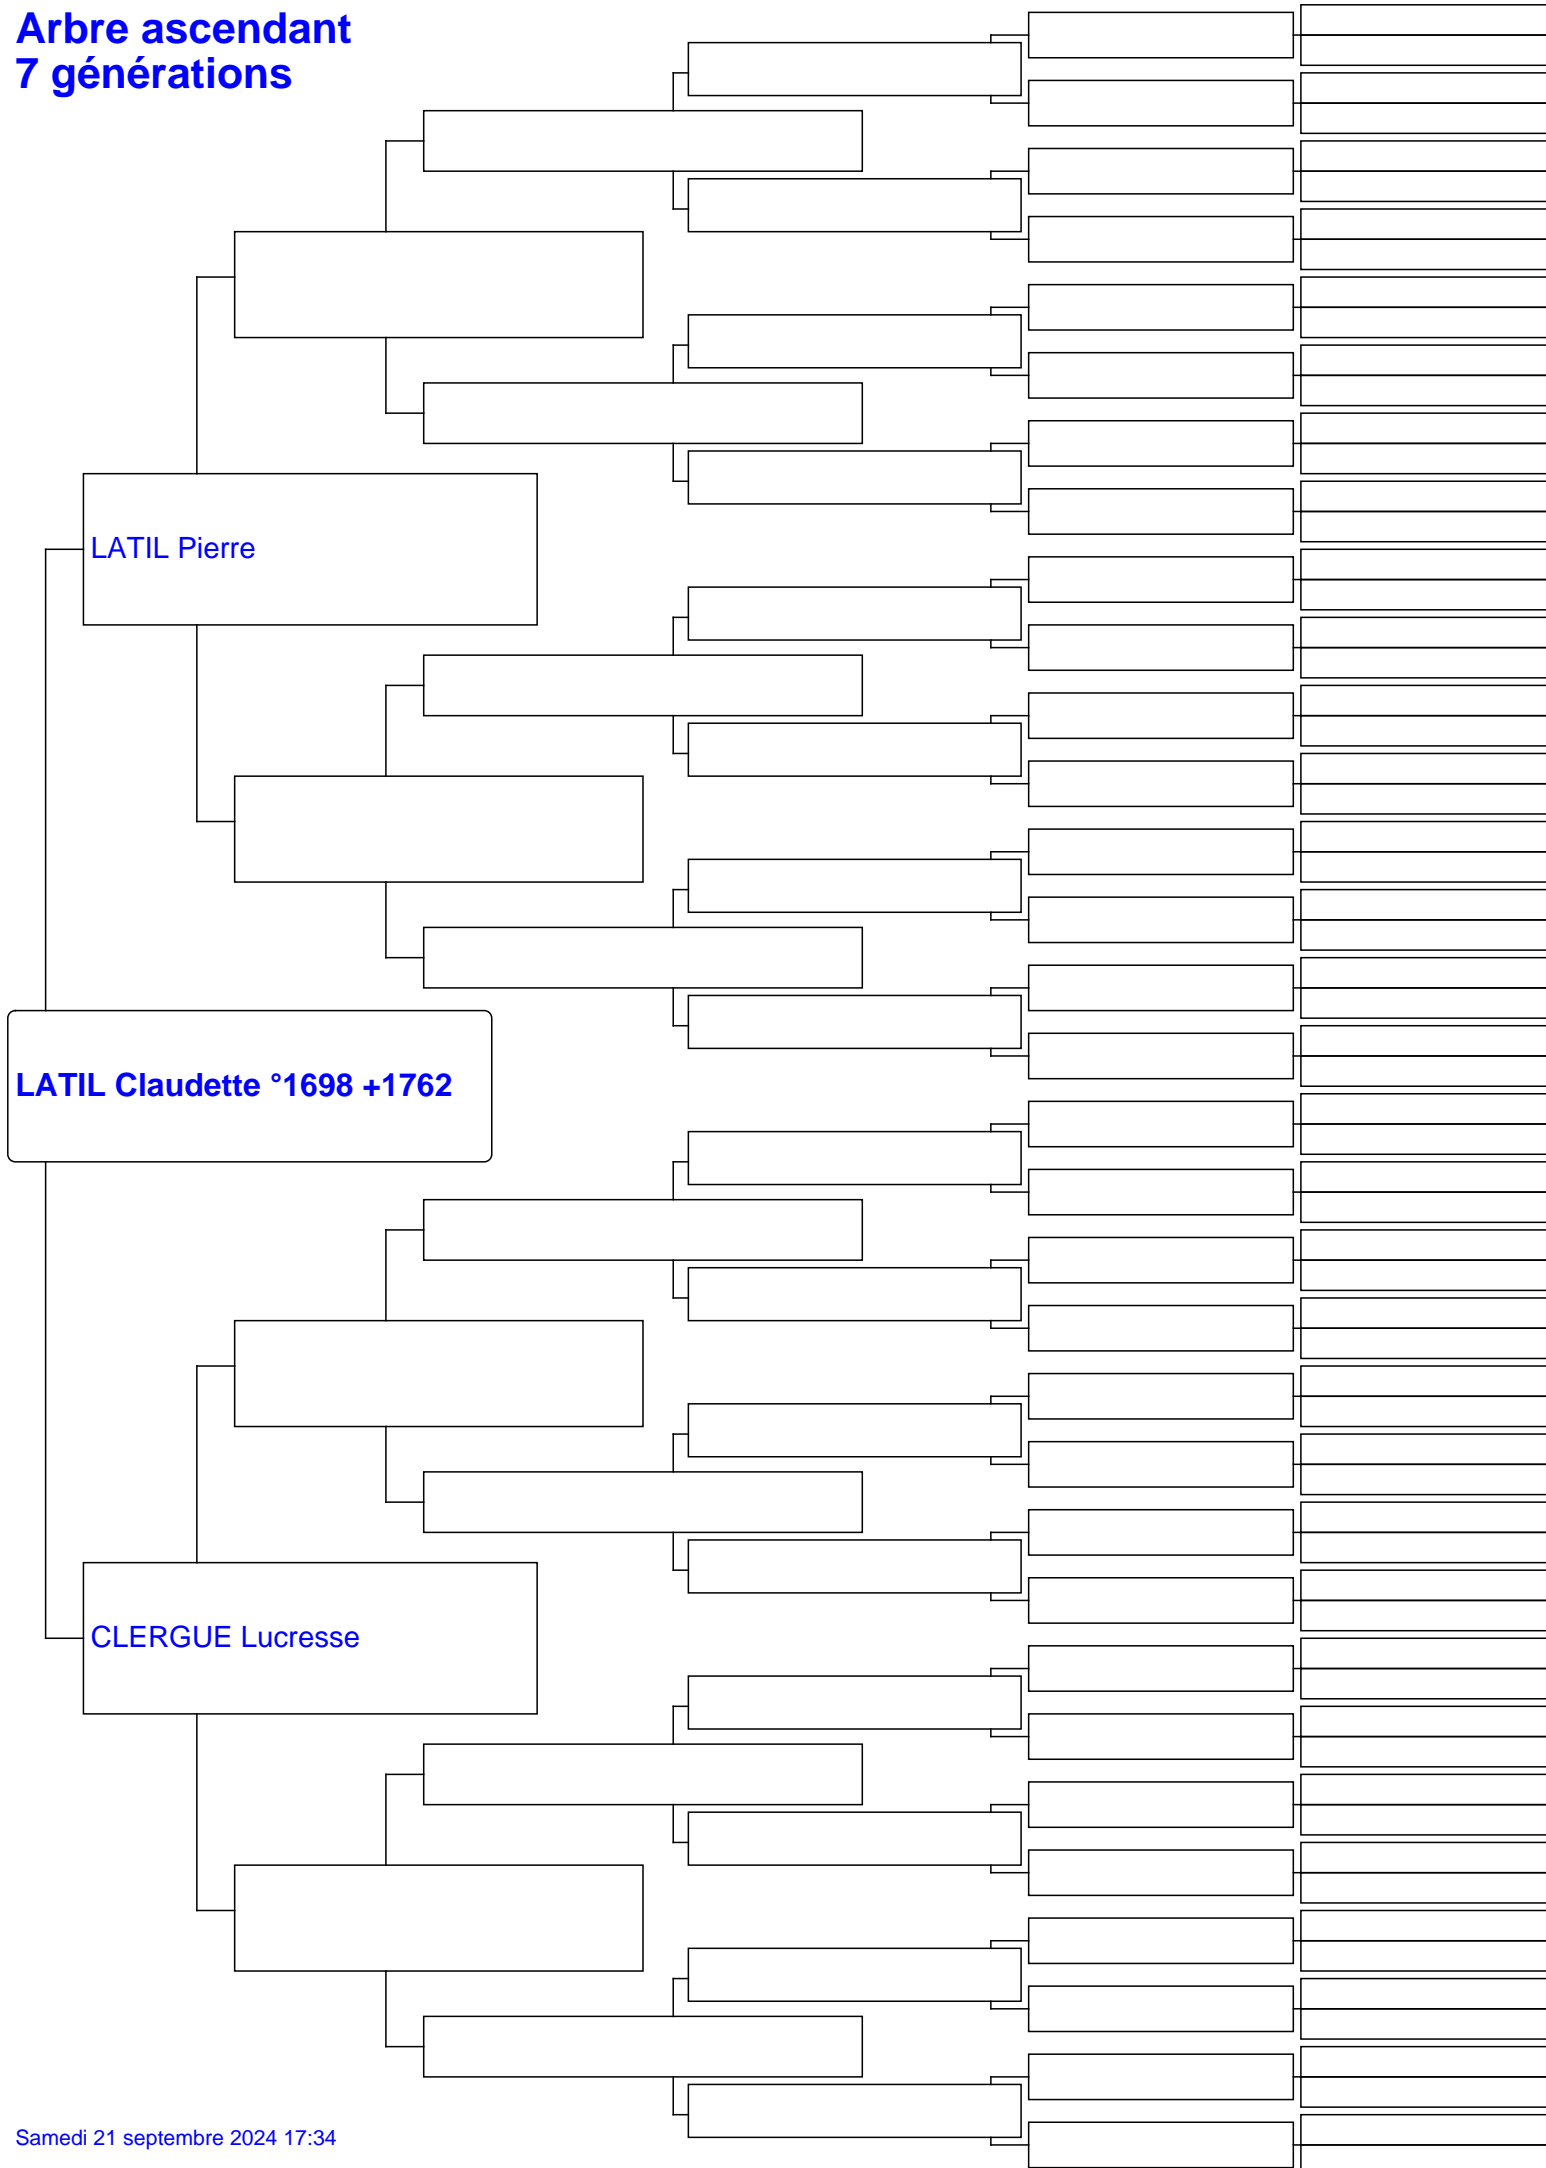 Arbre ascendant
7 générations
LATIL Pierre
LATIL Claudette °1698 +1762
CLERGUE Lucresse
Samedi 21 septembre 2024 17:34